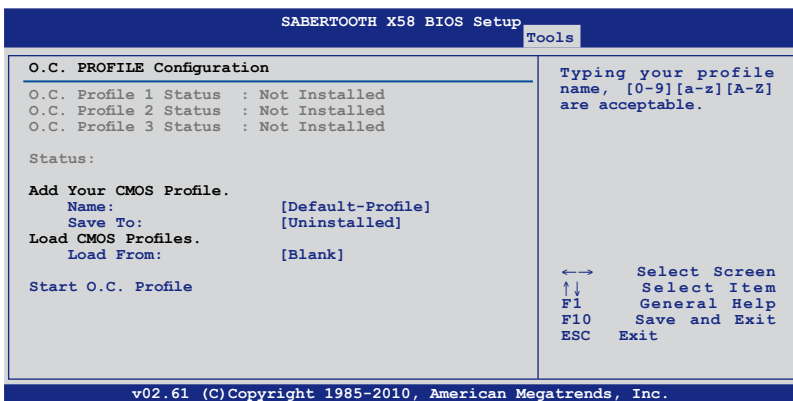 SABERTOOTH X58 BIOS Setup
Tools
O.C. PROFILE Configuration
O.C. Profile 1 Status : Not Installed
O.C. Profile 2 Status : Not Installed
O.C. Profile 3 Status : Not Installed
Status:
Add Your CMOS Profile.
Name: [Default-Profile]
Save To: [Uninstalled]
Load CMOS Profiles.
Load From: [Blank]
Start O.C. Profile
Typing your profile
name, [0-9][a-z][A-Z]
are acceptable.
←→ Select Screen
↑↓ Select Item
F1 General Help
F10 Save and Exit
ESC Exit
v02.61 (C)Copyright 1985-2010, American Megatrends, Inc.